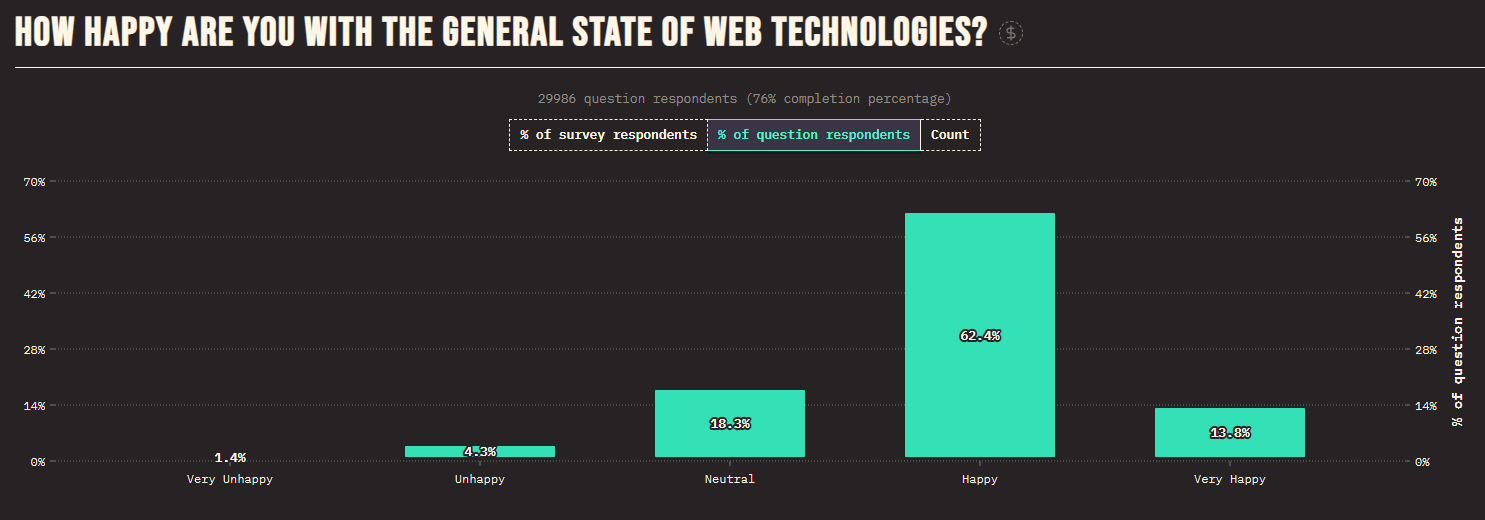 HOW HAPPY ARE YOU WITH THE GENERAL STATE OF WEB TECHNOLOGIES? $
29986 question respondents (76% completion percentage)
% of survey respondents % of question respondents Count
70% 70%
56% 56%
42% 42%
28% 28%
14% 14%
0% 0%
% of question respondents
1.4% 4.3% 18.3% 62.4% 13.8%
Very Unhappy Unhappy Neutral Happy Very Happy